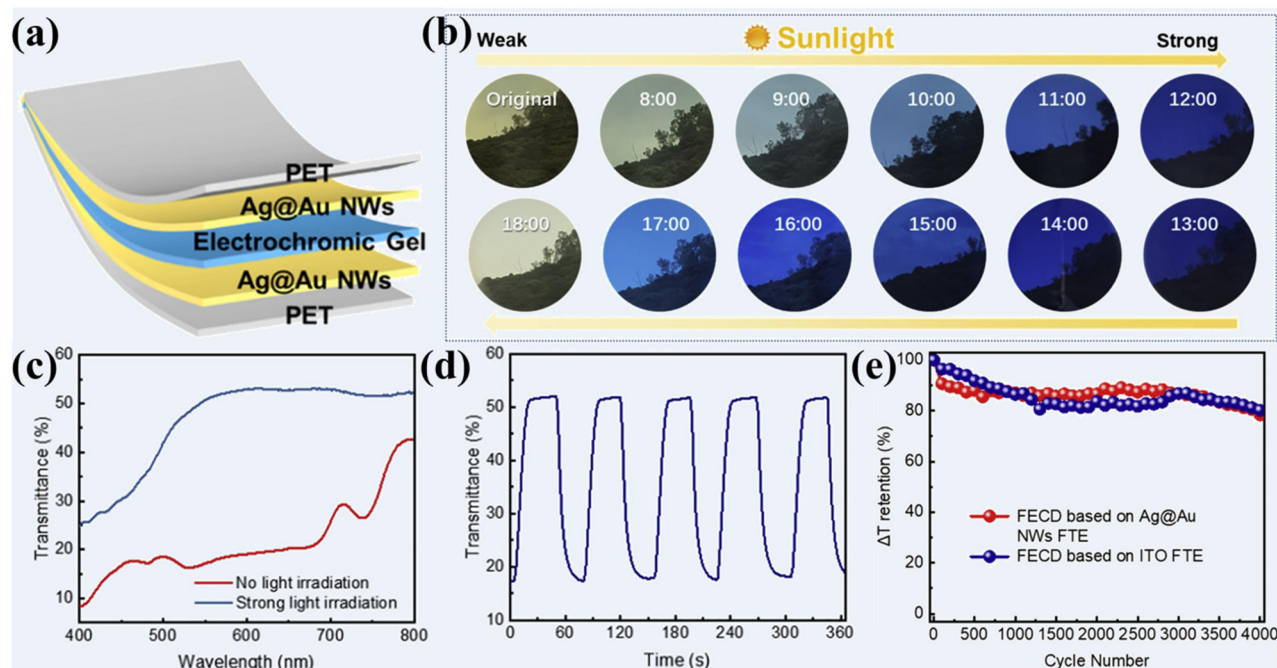 (a)
PET
Ag@Au NWs
Electrochromic Gel
Ag@Au NWs
PET
(b)
Weak
Sunlight
Strong
Original
8:00
9:00
10:00
11:00
12:00
18:00
17:00
16:00
15:00
14:00
13:00
(c)
Transmittance (%)
60
50
40
30
20
10
No light irradiation
Strong light irradiation
400
500
600
700
800
Wavelength (nm)
(d)
Transmittance (%)
60
50
40
30
20
10
0
60
120
180
240
300
360
Time (s)
(e)
ΔT retention (%)
100
80
60
40
20
0
FECD based on Ag@Au
NWs FTE
FECD based on ITO FTE
0
500
1000
1500
2000
2500
3000
3500
4000
Cycle Number